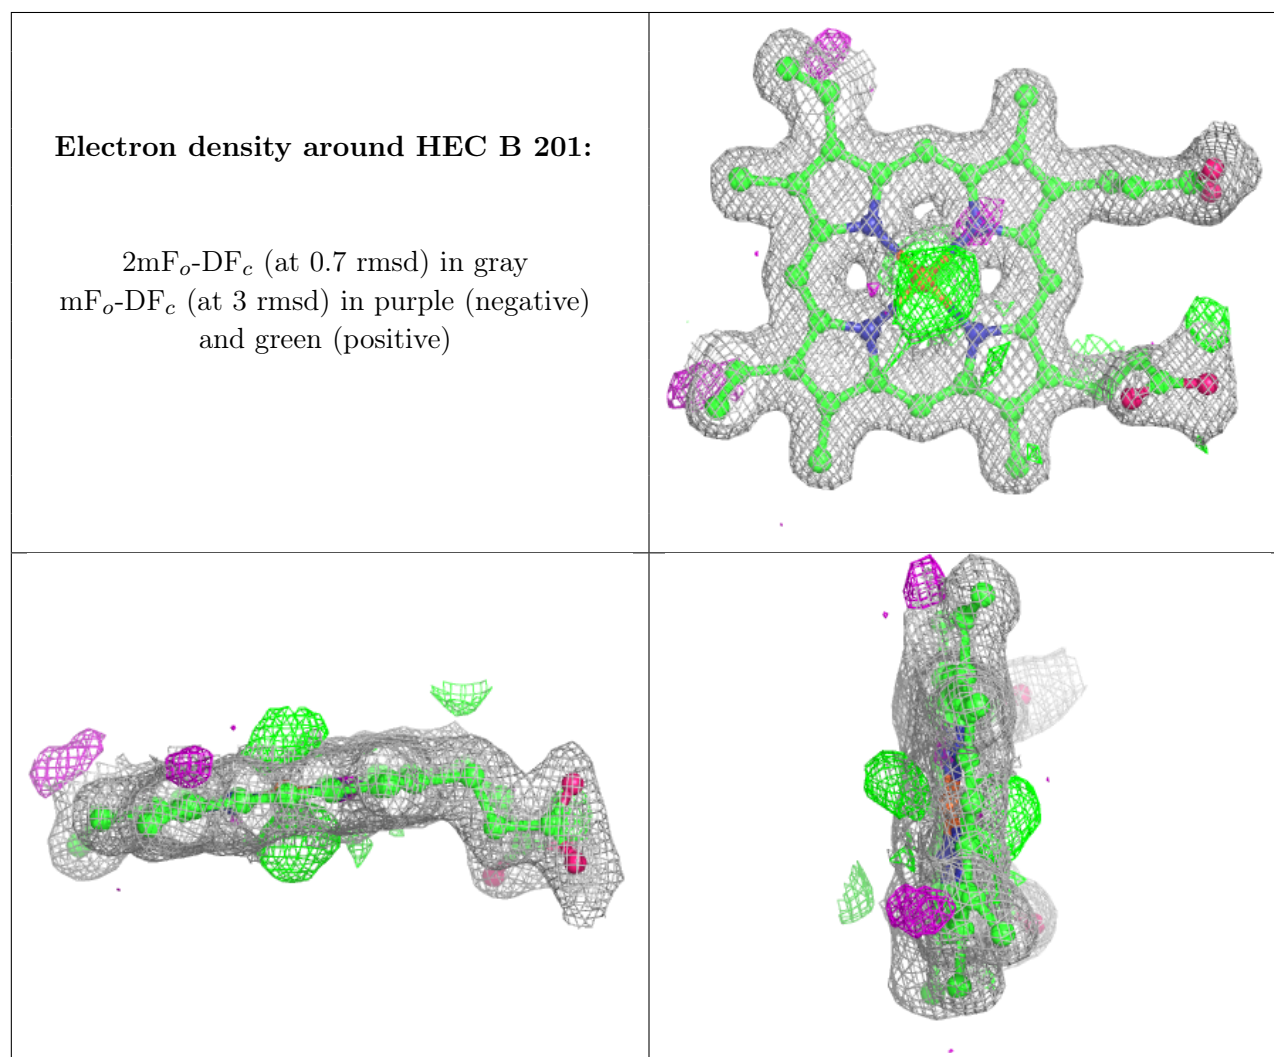 Electron density around HEC B 201:
2mFₒ-DF𝒸 (at 0.7 rmsd) in gray
mFₒ-DF𝒸 (at 3 rmsd) in purple (negative)
and green (positive)